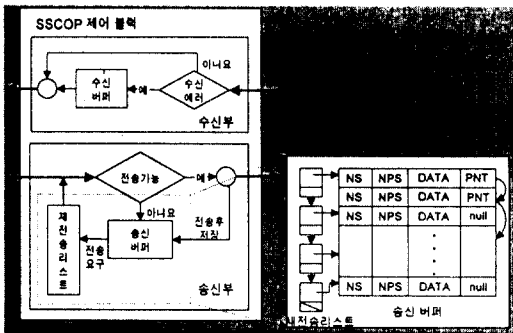 SSCOP 제어 블럭
아니요
수신
버퍼
예
수신
에러
수신부
전송가능
예
아니요
재전송리스트
전송
요구
송신
버퍼
전송후
저장
송신부
NS NPS DATA PNT
NS NPS DATA PNT
NS NPS DATA null
NS NPS DATA null
재전송리스트
송신 버퍼